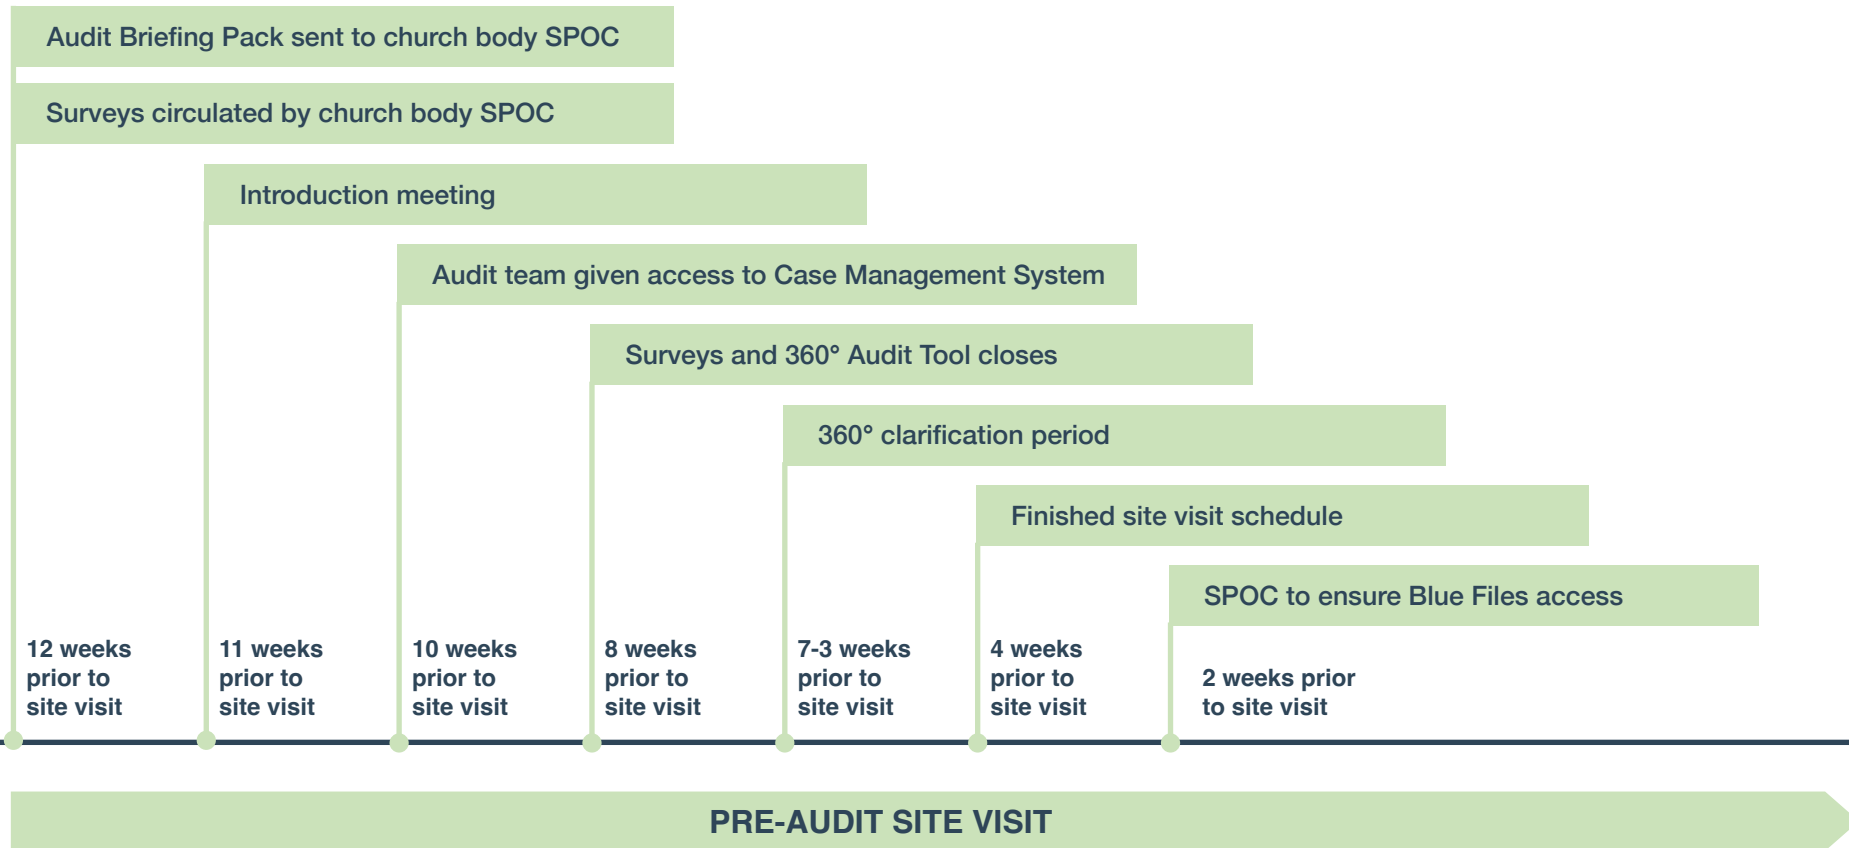 Audit Briefing Pack sent to church body SPOC
Surveys circulated by church body SPOC
Introduction meeting
Audit team given access to Case Management System
Surveys and 360° Audit Tool closes
360° clarification period
Finished site visit schedule
SPOC to ensure Blue Files access
12 weeks
prior to
site visit
11 weeks
prior to
site visit
10 weeks
prior to
site visit
8 weeks
prior to
site visit
7-3 weeks
prior to
site visit
4 weeks
prior to
site visit
2 weeks prior
to site visit
PRE-AUDIT SITE VISIT